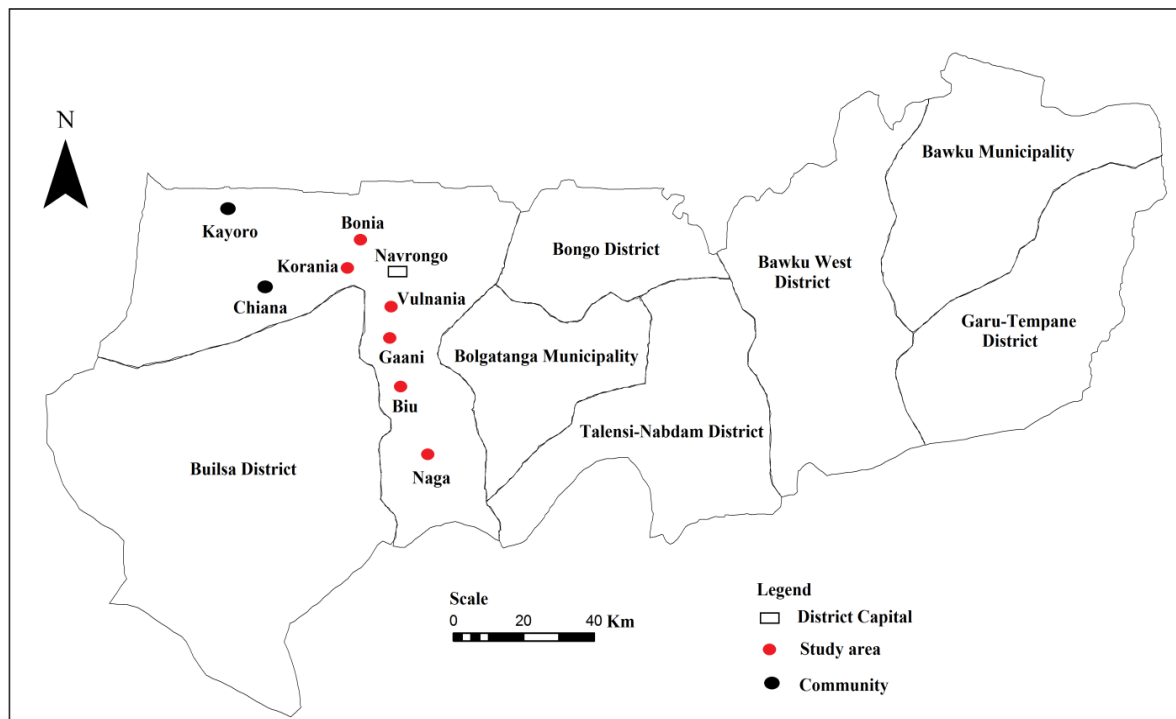 N
Kayoro
Bonia
Navrongo
Korania
Chiana
Vulnania
Gaani
Biu
Naga
Builsa District
Bongo District
Bolgatanga Municipality
Talensi-Nabdam District
Bawku West
District
Bawku Municipality
Garu-Tempane
District
Scale
0 20 40 Km
Legend
District Capital
Study area
Community